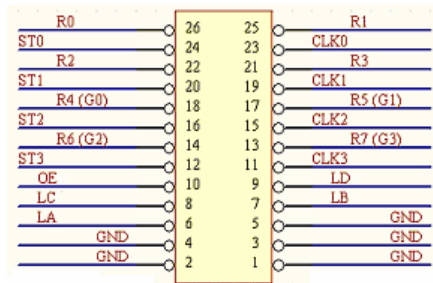 R0 26 25 R1
ST0 24 23 CLK0
R2 22 21 R3
ST1 20 19 CLK1
R4 (G0) 18 17 R5 (G1)
ST2 16 15 CLK2
R6 (G2) 14 13 R7 (G3)
ST3 12 11 CLK3
OE 10 9 LD
LC 8 7 LB
LA 6 5 GND
GND 4 3 GND
GND 2 1 GND